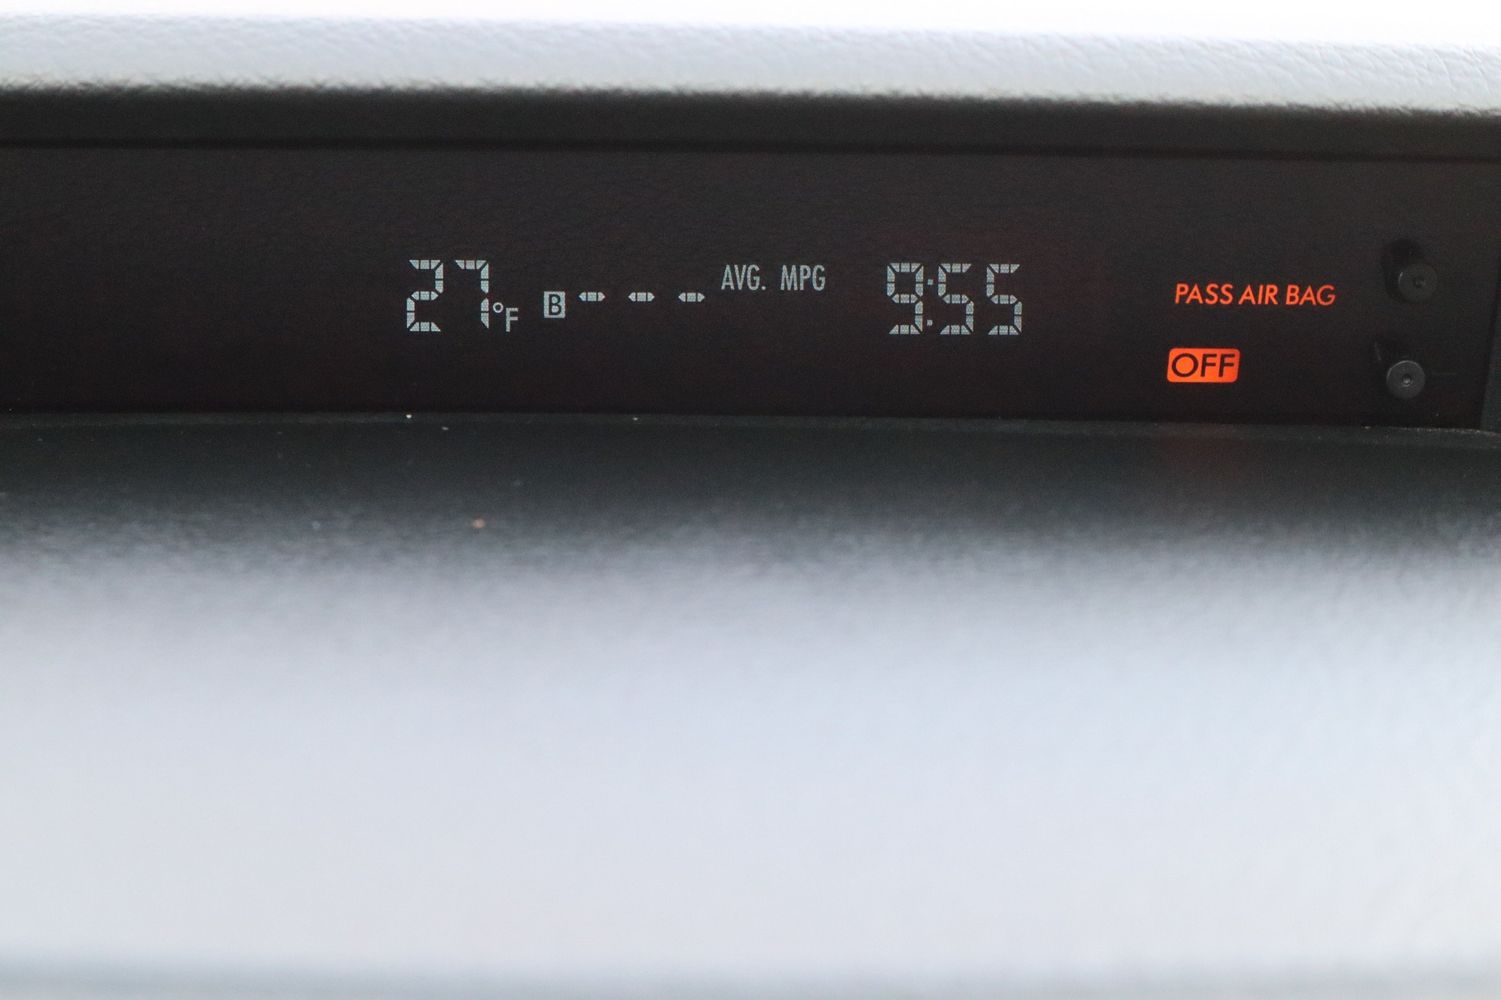 27°F B - - - AVG. MPG 9:55 PASS AIR BAG
OFF